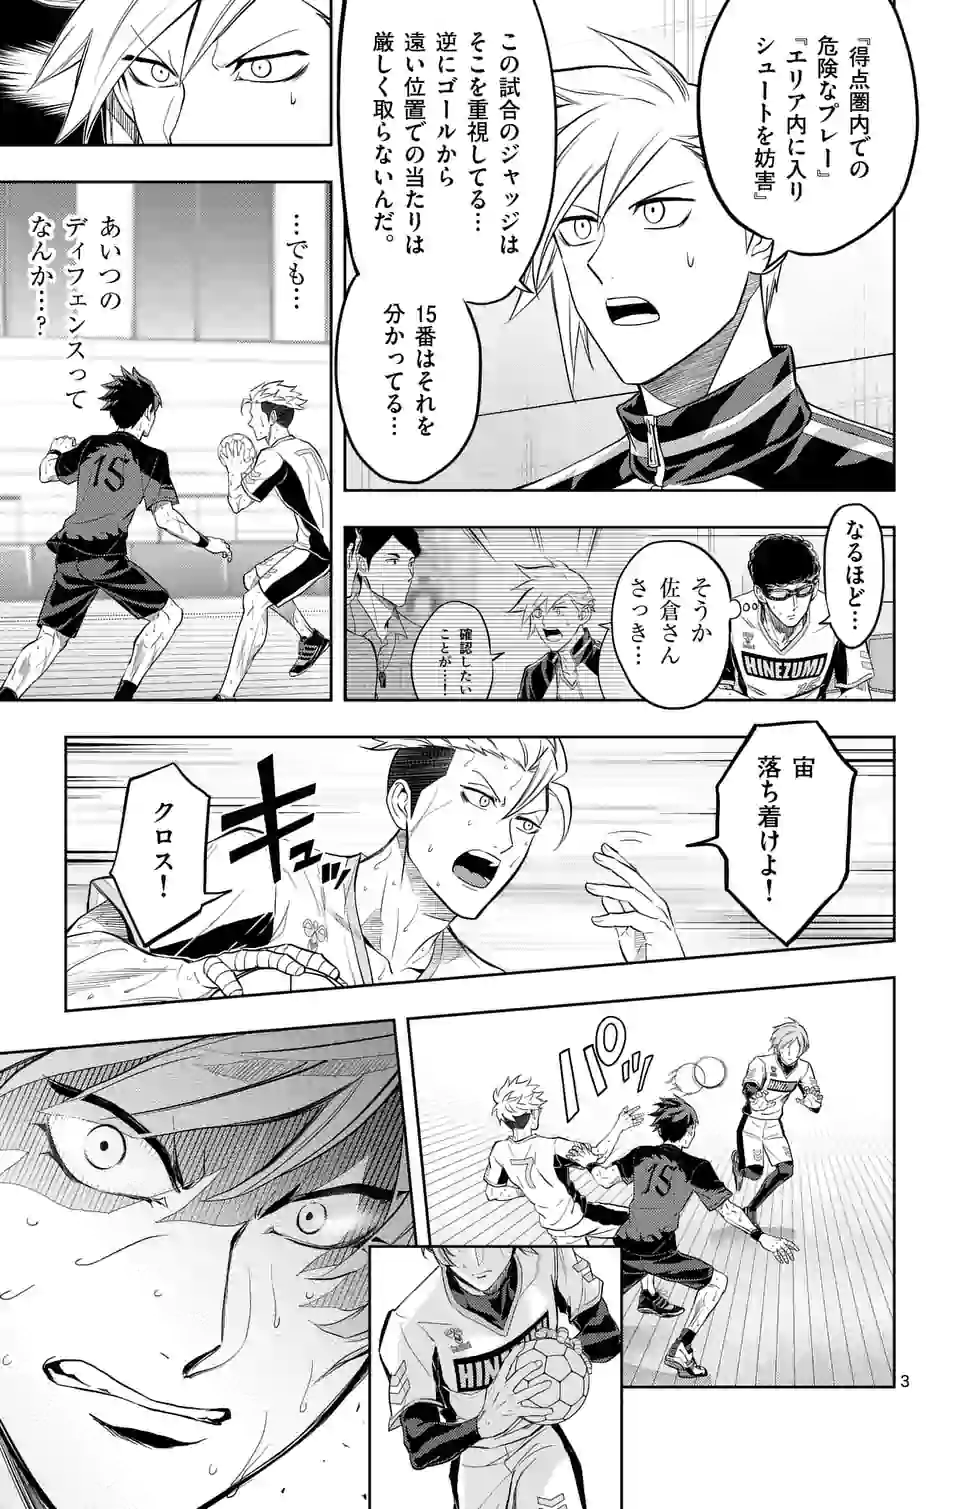 『得点圏内での
危険なプレー』
『エリア内に入り
シュートを妨害』
この試合のジャッジは
そこを重視してる…
逆にゴールから
遠い位置での当たりは
厳しく取らないんだ。
15番はそれを
分かってる…
…でも…
あいつの
ディフェンスって
なんか…?
15
なるほど…
HINEZUMI
そうか
佐倉さん
さっき…
確認したい
ことが…!
宙
落ち着けよ!
キュッ
クロス!
パパッ
HINEZUMI
7
15
HINEZUMI
3